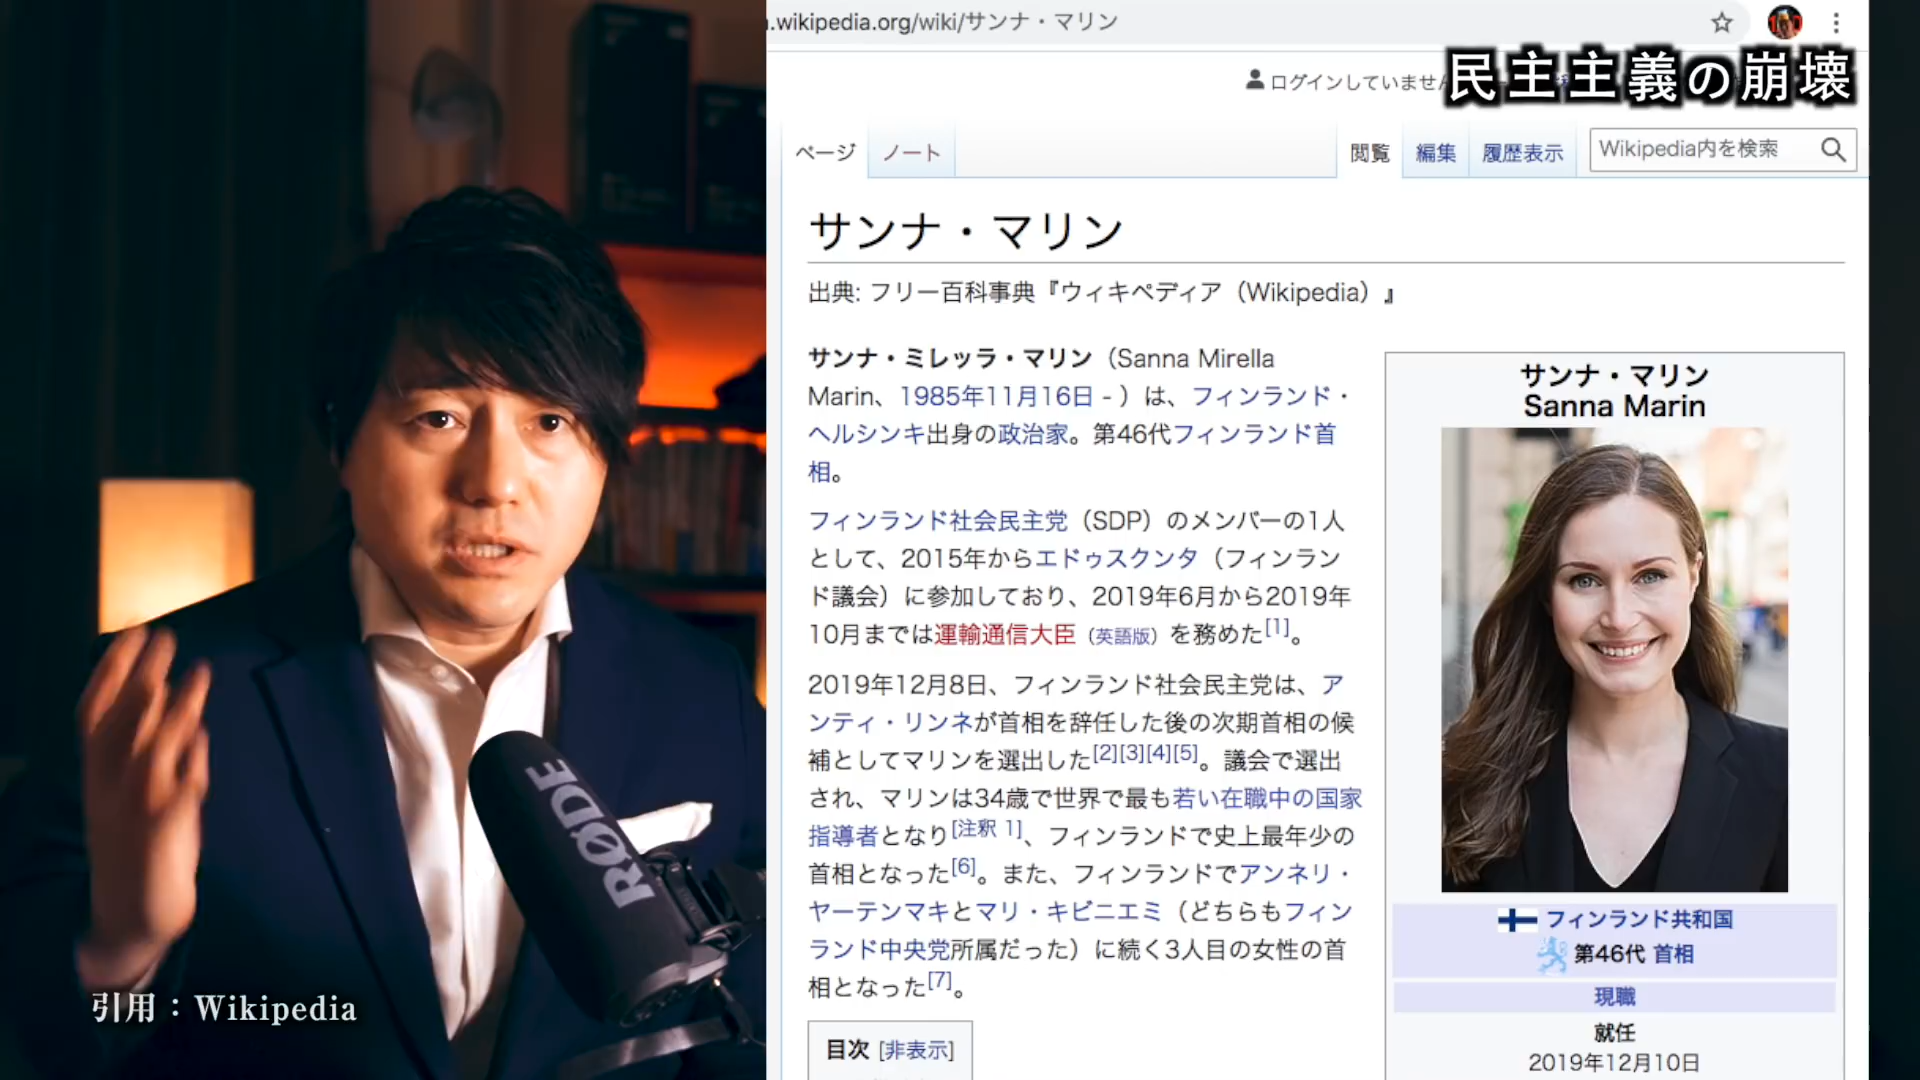 .wikipedia.org/wiki/サンナ・マリン
民主主義の崩壊
ログインしていません
ページ
ノート
閲覧
編集
履歴表示
Wikipedia内を検索
サンナ・マリン
出典: フリー百科事典『ウィキペディア（Wikipedia）』
サンナ・ミレッラ・マリン（Sanna Mirella
Marin、1985年11月16日 - ）は、フィンランド・
ヘルシンキ出身の政治家。第46代フィンランド首
相。
フィンランド社会民主党（SDP）のメンバーの1人
として、2015年からエドゥスクンタ（フィンラン
ド議会）に参加しており、2019年6月から2019年
10月までは運輸通信大臣（英語版）を務めた[1]。
2019年12月8日、フィンランド社会民主党は、ア
ンティ・リンネが首相を辞任した後の次期首相の候
補としてマリンを選出した[2][3][4][5]。議会で選出
され、マリンは34歳で世界で最も若い在職中の国家
指導者となり[注釈 1]、フィンランドで史上最年少の
首相となった[6]。また、フィンランドでアンネリ・
ヤーテンマキとマリ・キビニエミ（どちらもフィン
ランド中央党所属だった）に続く3人目の女性の首
相となった[7]。
目次 [非表示]
サンナ・マリン
Sanna Marin
フィンランド共和国
第46代 首相
現職
就任
2019年12月10日
RØDE
引用：Wikipedia